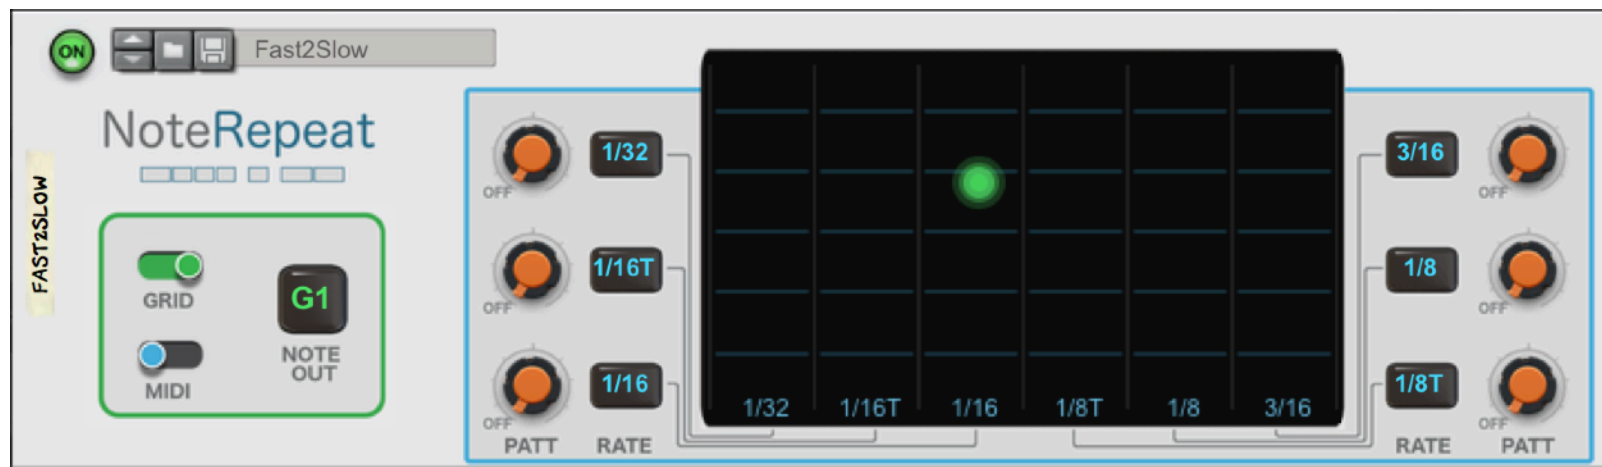 ON
Fast2Slow
NoteRepeat
FAST2SLOW
GRID
MIDI
G1
NOTE
OUT
1/32
OFF
1/16T
OFF
1/16
OFF
PATT
RATE
1/32
1/16T
1/16
1/8T
1/8
3/16
3/16
OFF
1/8
OFF
1/8T
OFF
RATE
PATT